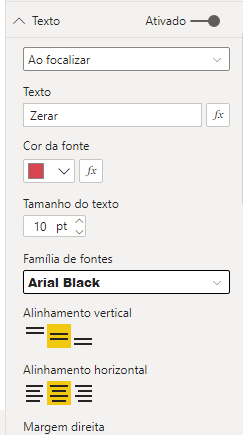 Texto Ativado
Ao focalizar
Texto
Zerar fx
Cor da fonte
fx
Tamanho do texto
10 pt
Família de fontes
Arial Black
Alinhamento vertical
Alinhamento horizontal
Margem direita